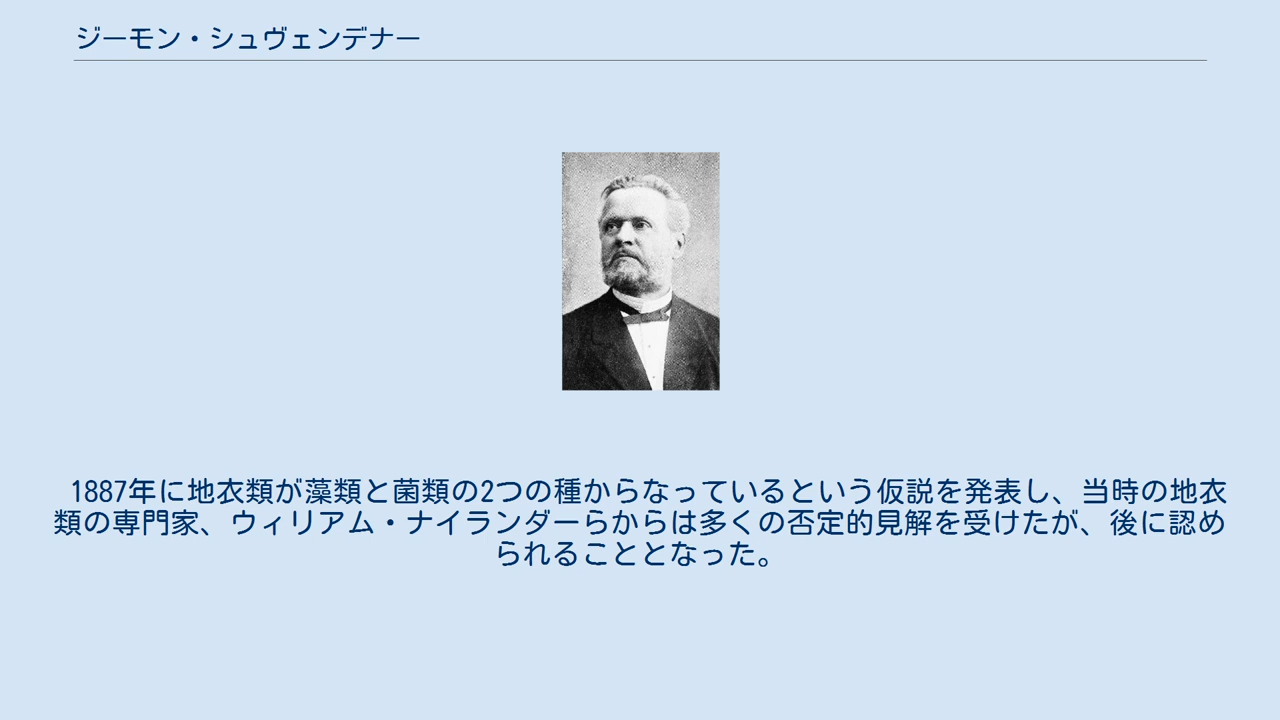 ジーモン・シュヴェンデナー
1887年に地衣類が藻類と菌類の2つの種からなっているという仮説を発表し、当時の地衣
類の専門家、ウィリアム・ナイランダーらからは多くの否定的見解を受けたが、後に認め
られることとなった。